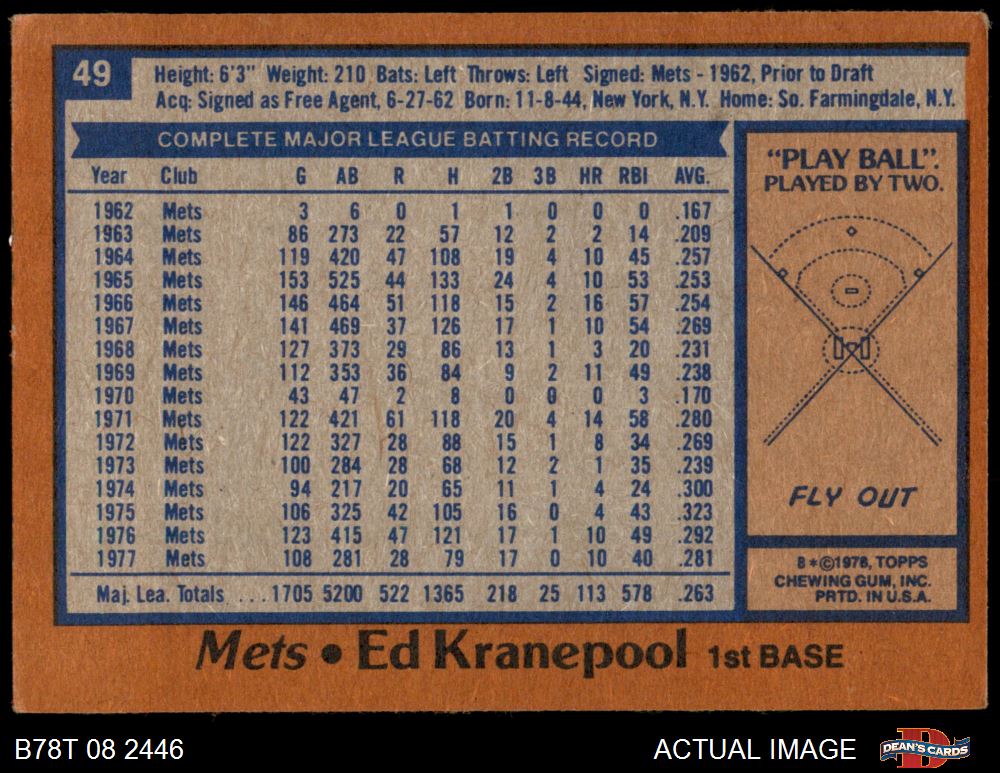 49
Height: 6'3" Weight: 210 Bats: Left Throws: Left Signed: Mets - 1962, Prior to Draft
Acq: Signed as Free Agent, 6-27-62 Born: 11-8-44, New York, N.Y. Home: So. Farmingdale, N.Y.
COMPLETE MAJOR LEAGUE BATTING RECORD
Year Club G AB R H 2B 3B HR RBI AVG.
1962 Mets 3 6 0 1 1 0 0 0 .167
1963 Mets 86 273 22 57 12 2 2 14 .209
1964 Mets 119 420 47 108 19 4 10 45 .257
1965 Mets 153 525 44 133 24 4 10 53 .253
1966 Mets 146 464 51 118 15 2 16 57 .254
1967 Mets 141 469 37 126 17 1 10 54 .269
1968 Mets 127 373 29 86 13 1 3 20 .231
1969 Mets 112 353 36 84 9 2 11 49 .238
1970 Mets 43 47 2 8 0 0 0 3 .170
1971 Mets 122 421 61 118 20 4 14 58 .280
1972 Mets 122 327 28 88 15 1 8 34 .269
1973 Mets 100 284 28 68 12 2 1 35 .239
1974 Mets 94 217 20 65 11 1 4 24 .300
1975 Mets 106 325 42 105 16 0 4 43 .323
1976 Mets 123 415 47 121 17 1 10 49 .292
1977 Mets 108 281 28 79 17 0 10 40 .281
Maj. Lea. Totals ....1705 5200 522 1365 218 25 113 578 .263
"PLAY BALL".
PLAYED BY TWO.
FLY OUT
8*©1978, TOPPS
CHEWING GUM, INC.
PRTD. IN U.S.A.
Mets • Ed Kranepool 1st BASE
B78T 08 2446
ACTUAL IMAGE
DEAN'S CARDS